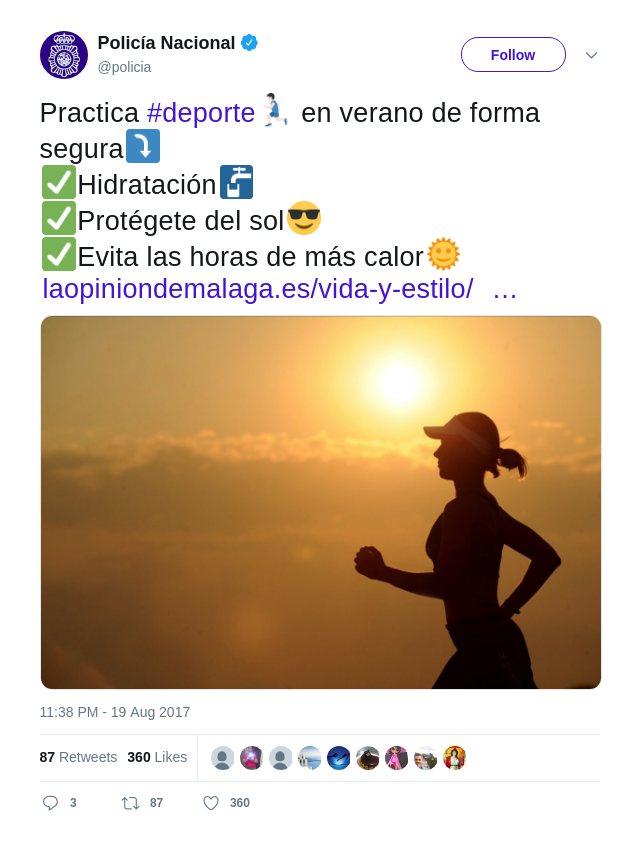 Policía Nacional
@policia
Follow
Practica #deporte en verano de forma
segura
Hidratación
Protégete del sol
Evita las horas de más calor
laopiniondemalaga.es/vida-y-estilo/ …
11:38 PM - 19 Aug 2017
87 Retweets 360 Likes
3 87 360